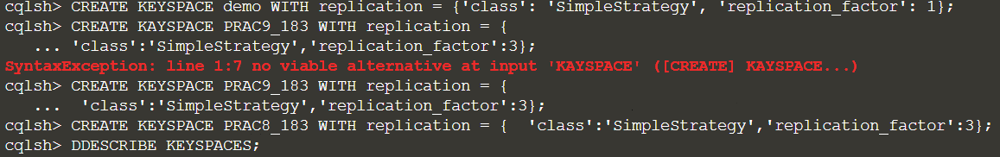 cqlsh> CREATE KEYSPACE demo WITH replication = {'class': 'SimpleStrategy', 'replication_factor': 1};
cqlsh> CREATE KAYSPACE PRAC9_183 WITH replication = {
   ... 'class':'SimpleStrategy','replication_factor':3};
SyntaxException: line 1:7 no viable alternative at input 'KAYSPACE' ([CREATE] KAYSPACE...)
cqlsh> CREATE KEYSPACE PRAC9_183 WITH replication = {
   ...  'class':'SimpleStrategy','replication_factor':3};
cqlsh> CREATE KEYSPACE PRAC8_183 WITH replication = {  'class':'SimpleStrategy','replication_factor':3};
cqlsh> DDESCRIBE KEYSPACES;